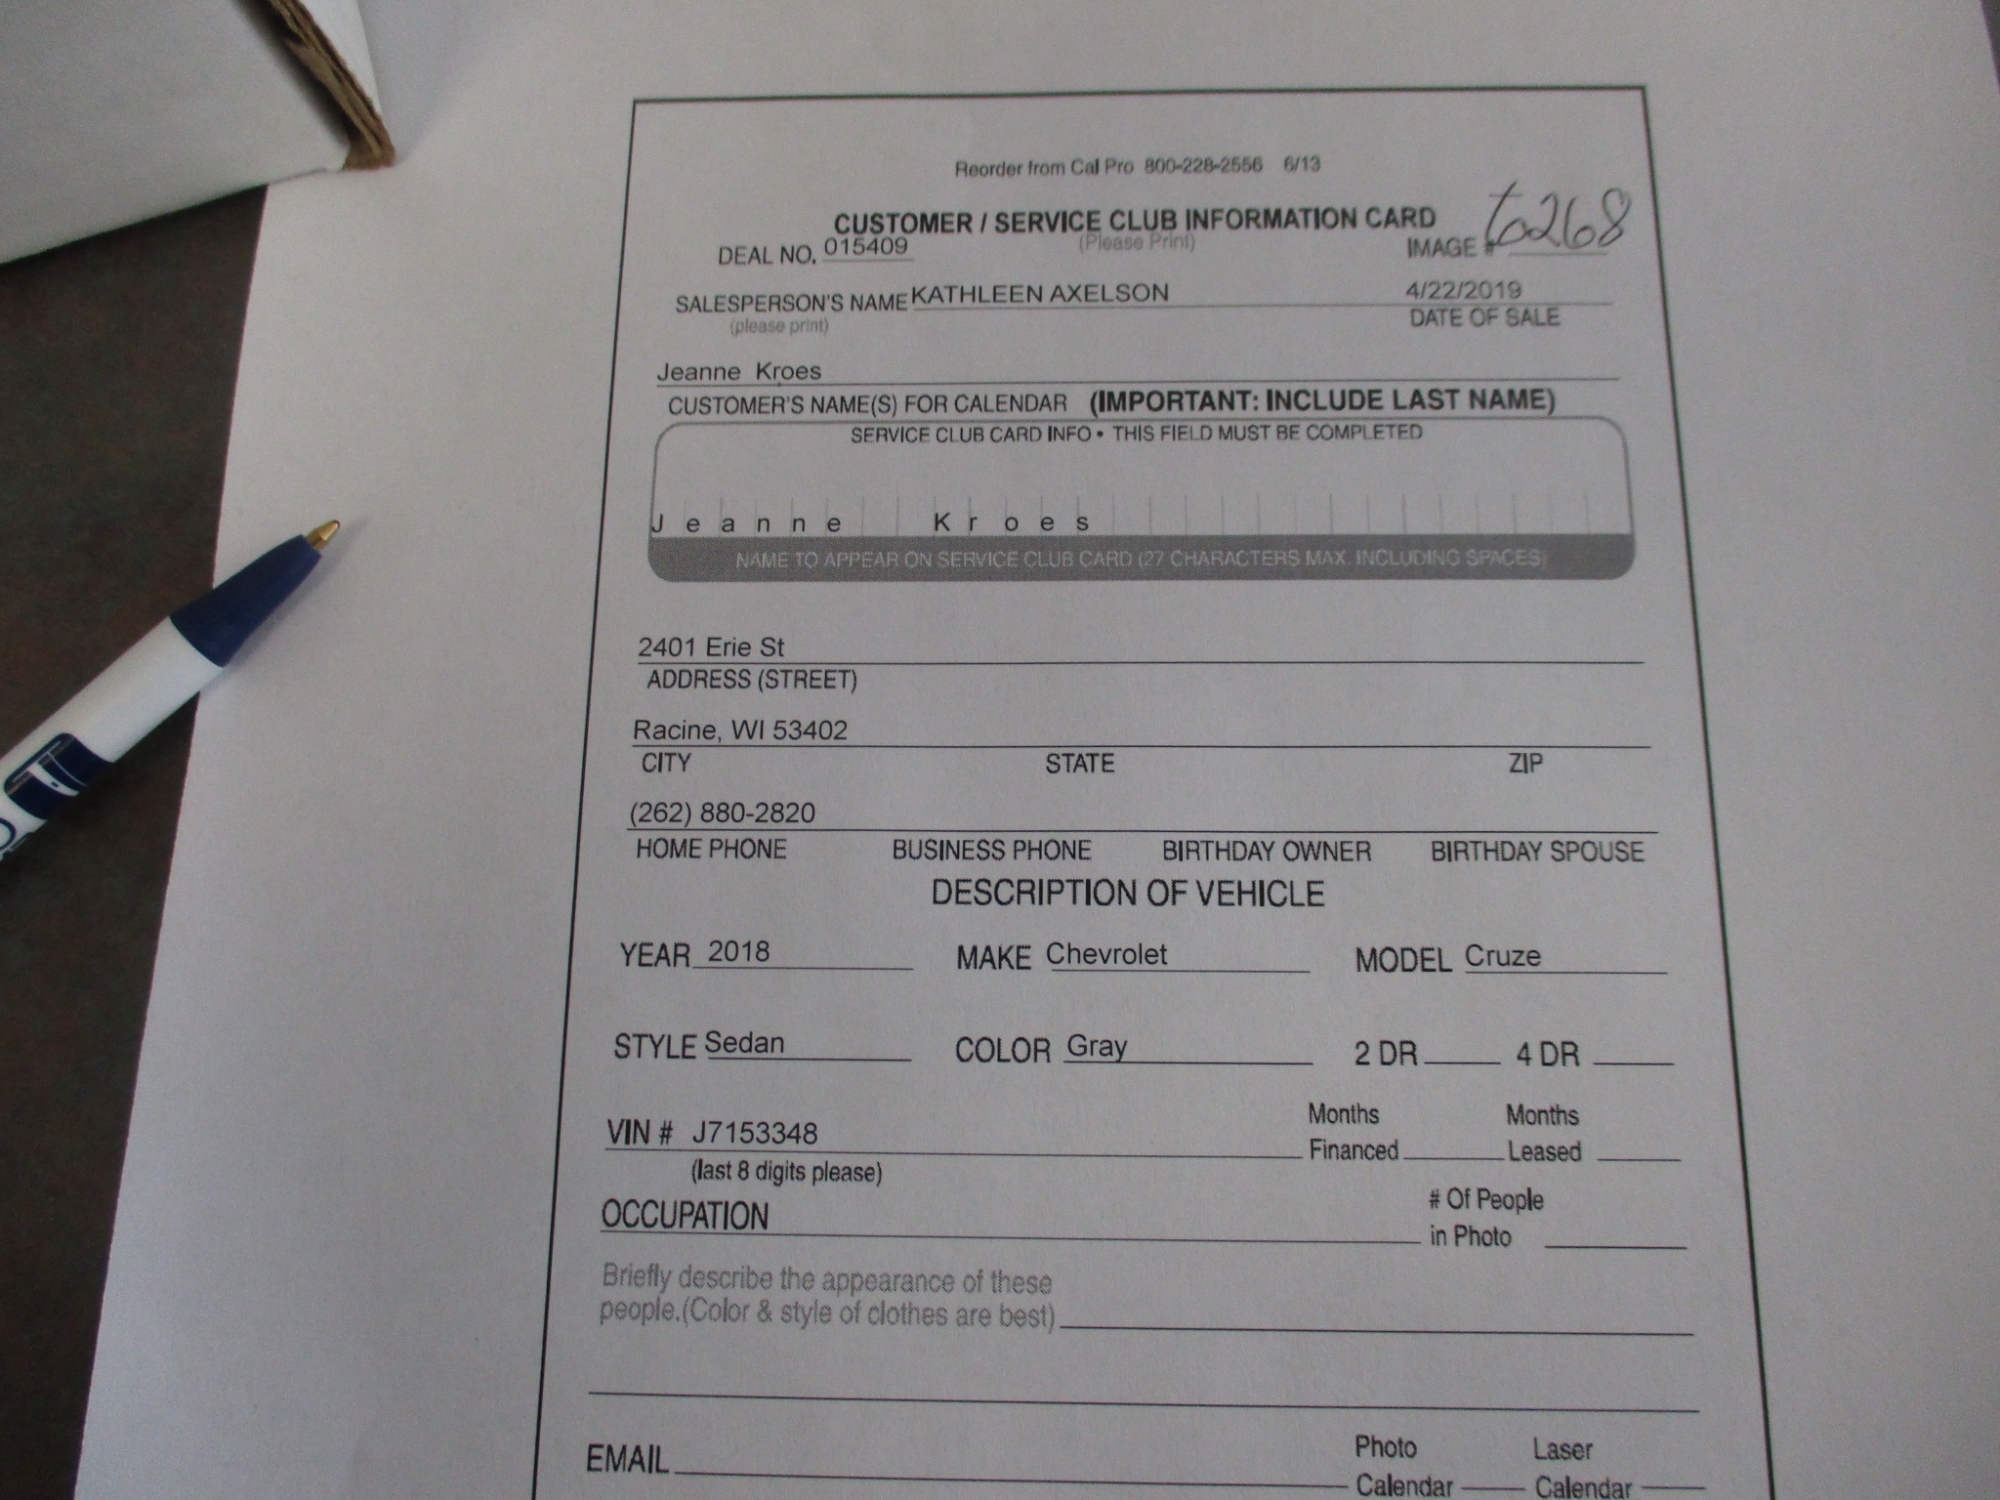 Reorder from Cal Pro 800-228-2556 6/13
CUSTOMER / SERVICE CLUB INFORMATION CARD
(Please Print)
DEAL NO. 015409 IMAGE # to268
SALESPERSON'S NAME KATHLEEN AXELSON 4/22/2019
(please print) DATE OF SALE
Jeanne Kroes
CUSTOMER'S NAME(S) FOR CALENDAR (IMPORTANT: INCLUDE LAST NAME)
SERVICE CLUB CARD INFO • THIS FIELD MUST BE COMPLETED
J e a n n e K r o e s
NAME TO APPEAR ON SERVICE CLUB CARD (27 CHARACTERS MAX. INCLUDING SPACES)
2401 Erie St
ADDRESS (STREET)
Racine, WI 53402
CITY STATE ZIP
(262) 880-2820
HOME PHONE BUSINESS PHONE BIRTHDAY OWNER BIRTHDAY SPOUSE
DESCRIPTION OF VEHICLE
YEAR 2018 MAKE Chevrolet MODEL Cruze
STYLE Sedan COLOR Gray 2 DR 4 DR
VIN # J7153348 Months Financed Months Leased
(last 8 digits please)
OCCUPATION # Of People in Photo
Briefly describe the appearance of these
people.(Color & style of clothes are best)
EMAIL Photo Calendar Laser Calendar